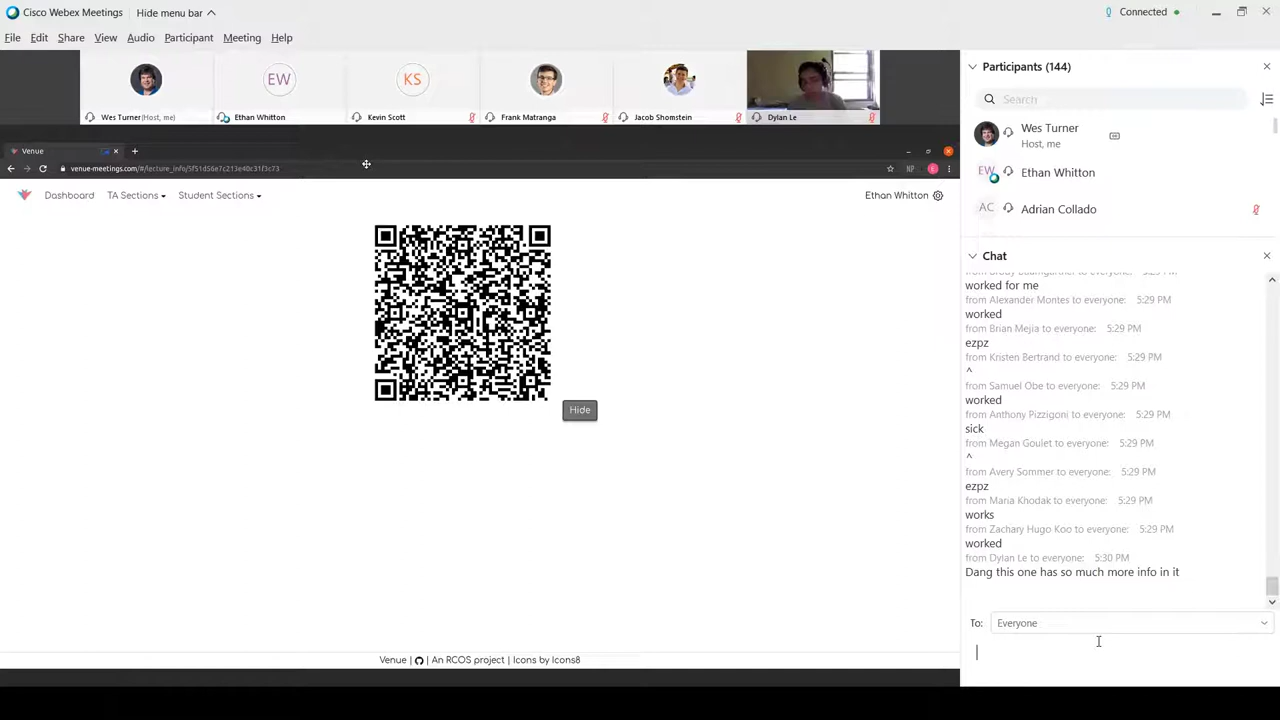 Cisco Webex Meetings
Hide menu bar
Connected
File Edit Share View Audio Participant Meeting Help
Wes Turner(Host, me)
EW
Ethan Whitton
KS
Kevin Scott
Frank Matranga
Jacob Shomstein
Dylan Le
Venue
Dashboard TA Sections Student Sections
Ethan Whitton
Hide
Venue | | An RCOS project | Icons by Icons8
Participants (144)
Search
Wes Turner
Host, me
EW Ethan Whitton
AC Adrian Collado
Chat
worked for me
from Alexander Montes to everyone: 5:29 PM
worked
from Brian Mejia to everyone: 5:29 PM
ezpz
from Kristen Bertrand to everyone: 5:29 PM
^
from Samuel Obe to everyone: 5:29 PM
worked
from Anthony Pizzigoni to everyone: 5:29 PM
sick
from Megan Goulet to everyone: 5:29 PM
^
from Avery Sommer to everyone: 5:29 PM
ezpz
from Maria Khodak to everyone: 5:29 PM
works
from Zachary Hugo Koo to everyone: 5:29 PM
worked
from Dylan Le to everyone: 5:30 PM
Dang this one has so much more info in it
To: Everyone